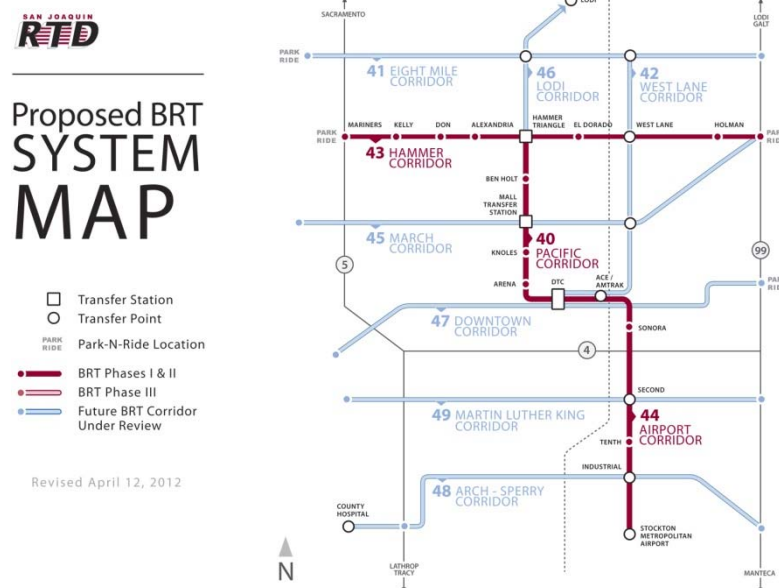 SAN JOAQUIN
RTD
Proposed BRT
SYSTEM
MAP
Transfer Station
Transfer Point
PARK
RIDE
Park-N-Ride Location
BRT Phases I & II
BRT Phase III
Future BRT Corridor
Under Review
Revised April 12, 2012
SACRAMENTO
LODI
LODI
GALT
PARK
RIDE
41 EIGHT MILE
CORRIDOR
46
LODI
CORRIDOR
42
WEST LANE
CORRIDOR
PARK
RIDE
MARINERS
KELLY
DON
ALEXANDRIA
HAMMER
TRIANGLE
EL DORADO
WEST LANE
HOLMAN
43 HAMMER
CORRIDOR
BEN HOLT
MALL
TRANSFER
STATION
45 MARCH
CORRIDOR
40
PACIFIC
CORRIDOR
KNOLES
5
99
ARENA
DTC
ACE /
AMTRAK
47 DOWNTOWN
CORRIDOR
SONORA
4
SECOND
49 MARTIN LUTHER KING
CORRIDOR
44
AIRPORT
CORRIDOR
TENTH
INDUSTRIAL
48 ARCH - SPERRY
CORRIDOR
COUNTY
HOSPITAL
STOCKTON
METROPOLITAN
AIRPORT
N
LATHROP
TRACY
MANTECA